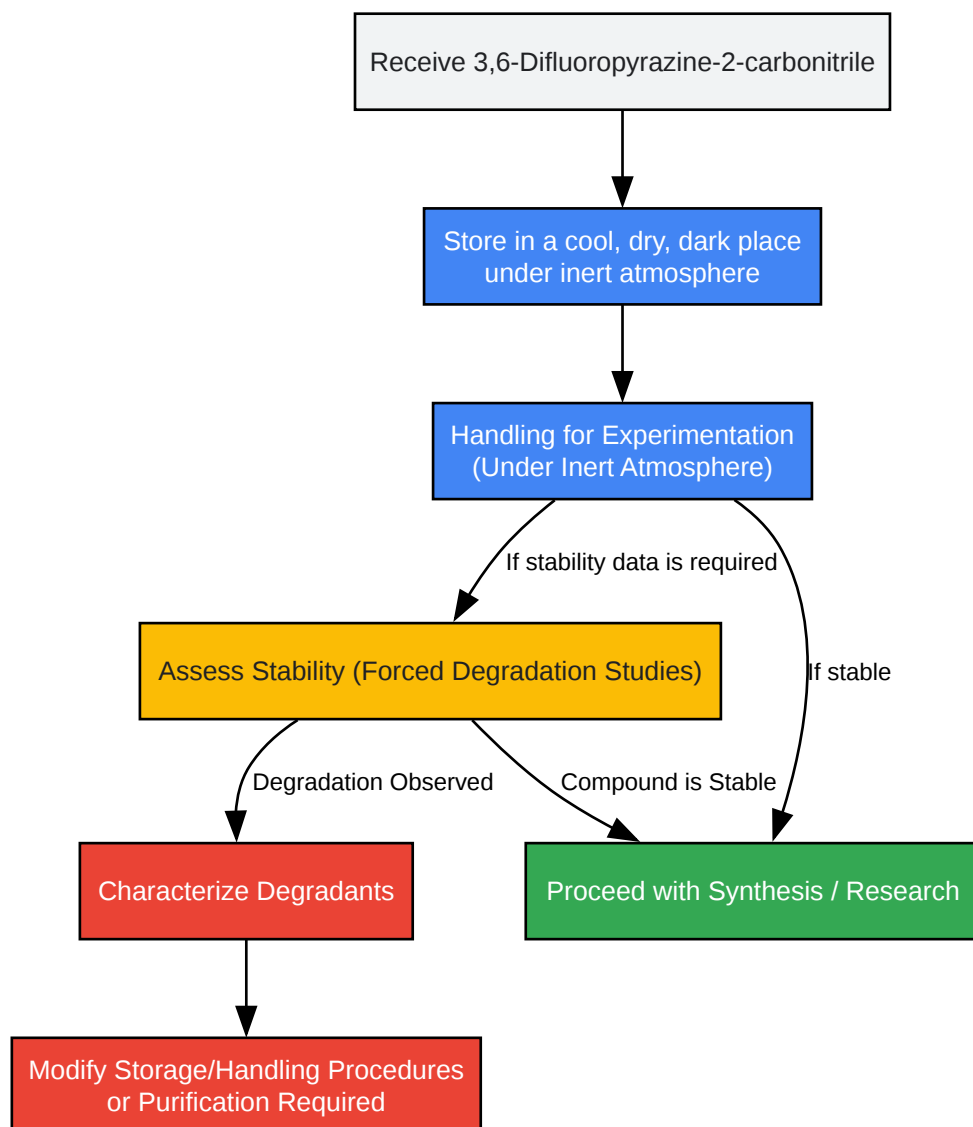 Receive 3,6-Difluoropyrazine-2-carbonitrile
Store in a cool, dry, dark place
under inert atmosphere
Handling for Experimentation
(Under Inert Atmosphere)
If stability data is required
Assess Stability (Forced Degradation Studies)
If stable
Degradation Observed
Compound is Stable
Characterize Degradants
Proceed with Synthesis / Research
Modify Storage/Handling Procedures
or Purification Required